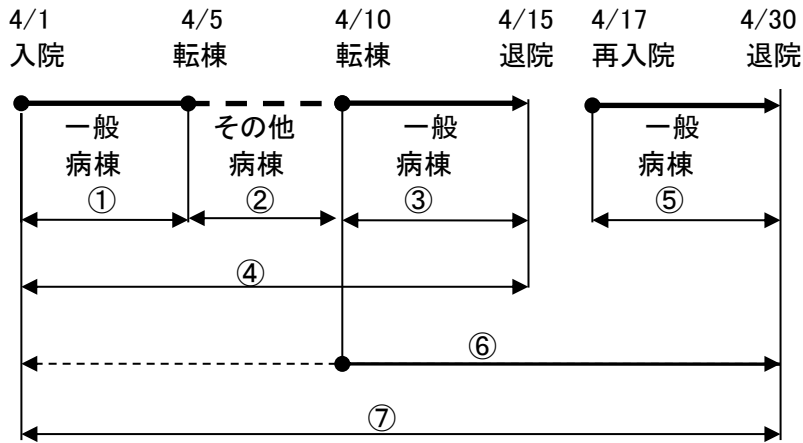 4/1 4/5 4/10 4/15 4/17 4/30
入院 転棟 転棟 退院 再入院 退院
一般 その他 一般 一般
病棟 病棟 病棟 病棟
① ② ③ ⑤
④
⑥
⑦